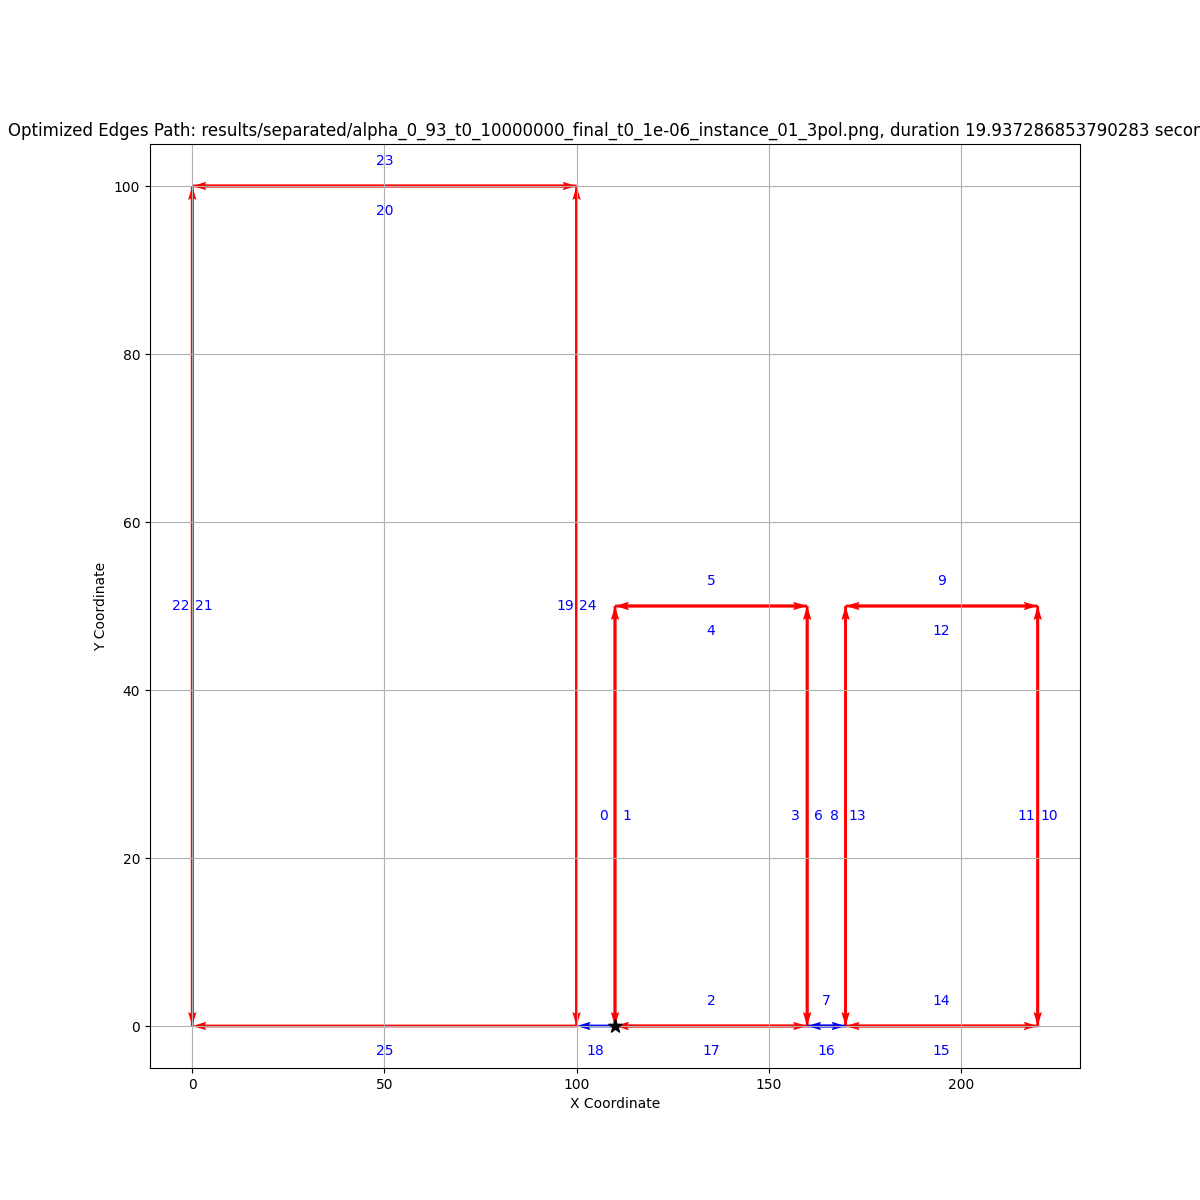 Optimized Edges Path: results/separated/alpha_0_93_t0_10000000_final_t0_1e-06_instance_01_3pol.png, duration 19.937286853790283 secor
23
100
20
80
60
Y Coordinate
22 21 19 24
5 9
4 12
40
20
0 1 3 6 8 13 11 10
2 7 14
0
25 18 17 16 15
0 50 100 150 200
X Coordinate